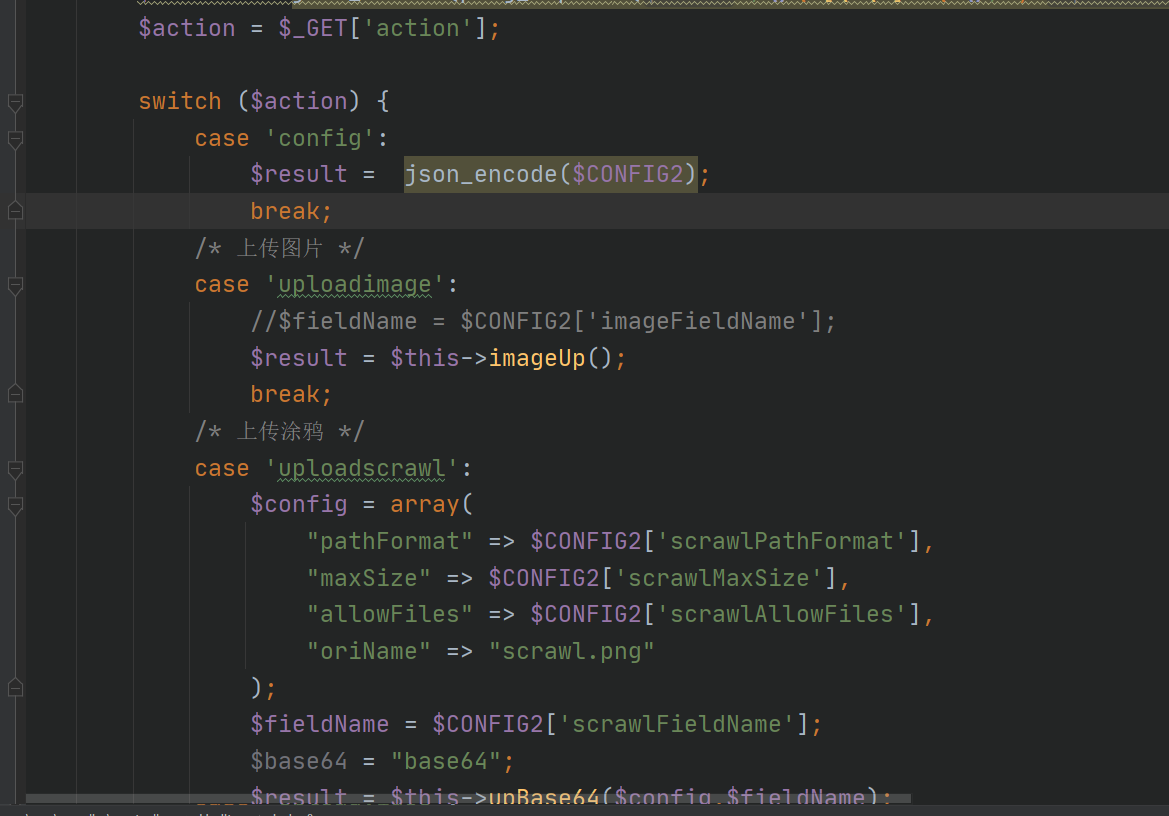 $action = $_GET['action'];
switch ($action) {
case 'config':
$result =  json_encode($CONFIG2);
break;
/* 上传图片 */
case 'uploadimage':
//$fieldName = $CONFIG2['imageFieldName'];
$result = $this->imageUp();
break;
/* 上传涂鸦 */
case 'uploadscrawl':
$config = array(
"pathFormat" => $CONFIG2['scrawlPathFormat'],
"maxSize" => $CONFIG2['scrawlMaxSize'],
"allowFiles" => $CONFIG2['scrawlAllowFiles'],
"oriName" => "scrawl.png"
);
$fieldName = $CONFIG2['scrawlFieldName'];
$base64 = "base64";
$result = $this->upBase64($config,$fieldName);